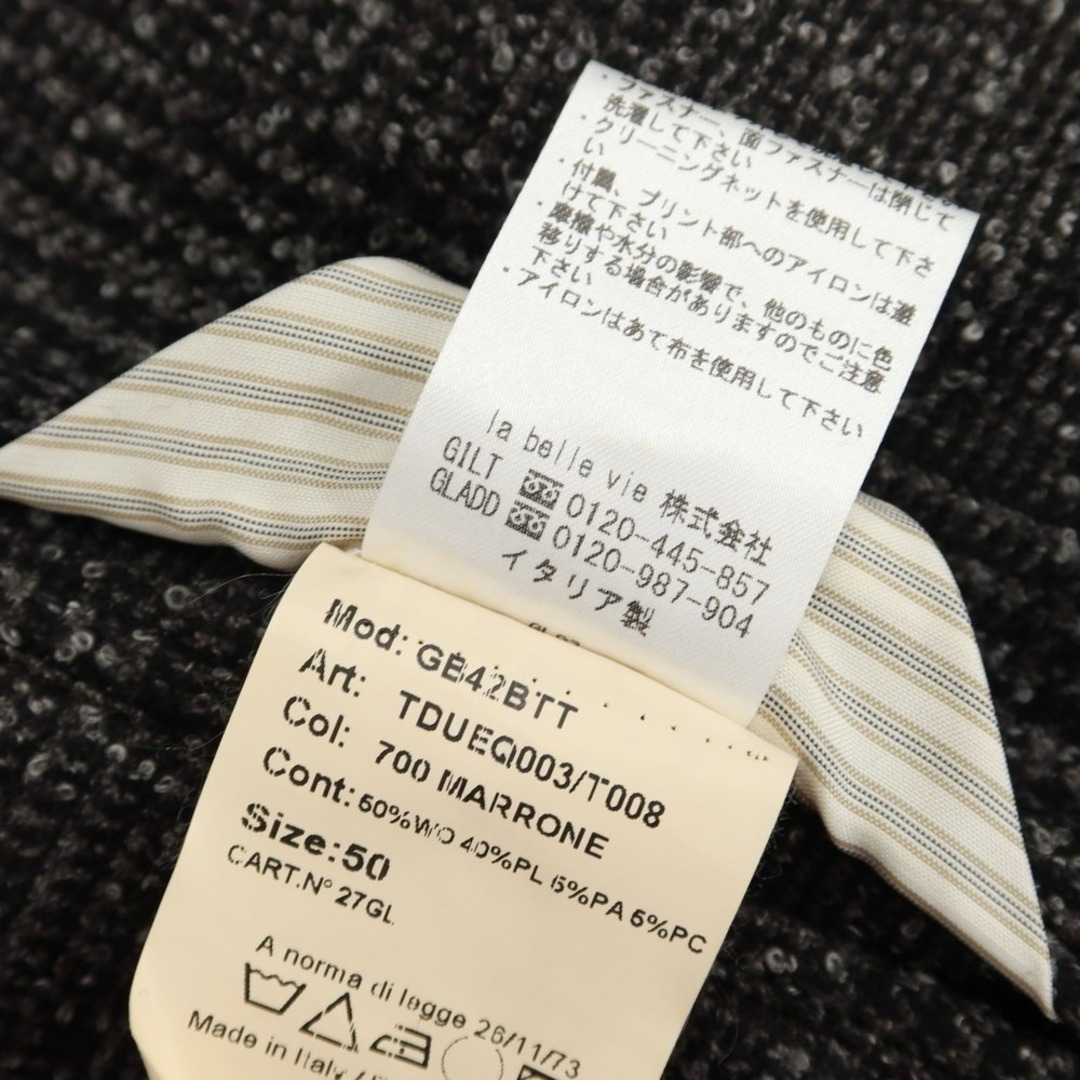 ・ファスナー、面ファスナーは閉じて
洗濯して下さい
・クリーニングネットを使用して下さ
い
・付属、プリント部へのアイロンは避
けて下さい
・摩擦や水分の影響で、他のものに色
移りする場合がありますのでご注意
下さい
・アイロンはあて布を使用して下さい
la belle vie 株式会社
GILT 0120-445-857
GLADD 0120-987-904
イタリア製
Mod: GE42BTT
Art: TDUEQ003/T008
Col: 700 MARRONE
Cont: 50%WO 40%PL 5%PA 5%PC
Size:50
CART.N° 27GL
A norma di legge 26/11/73
Made in Italy